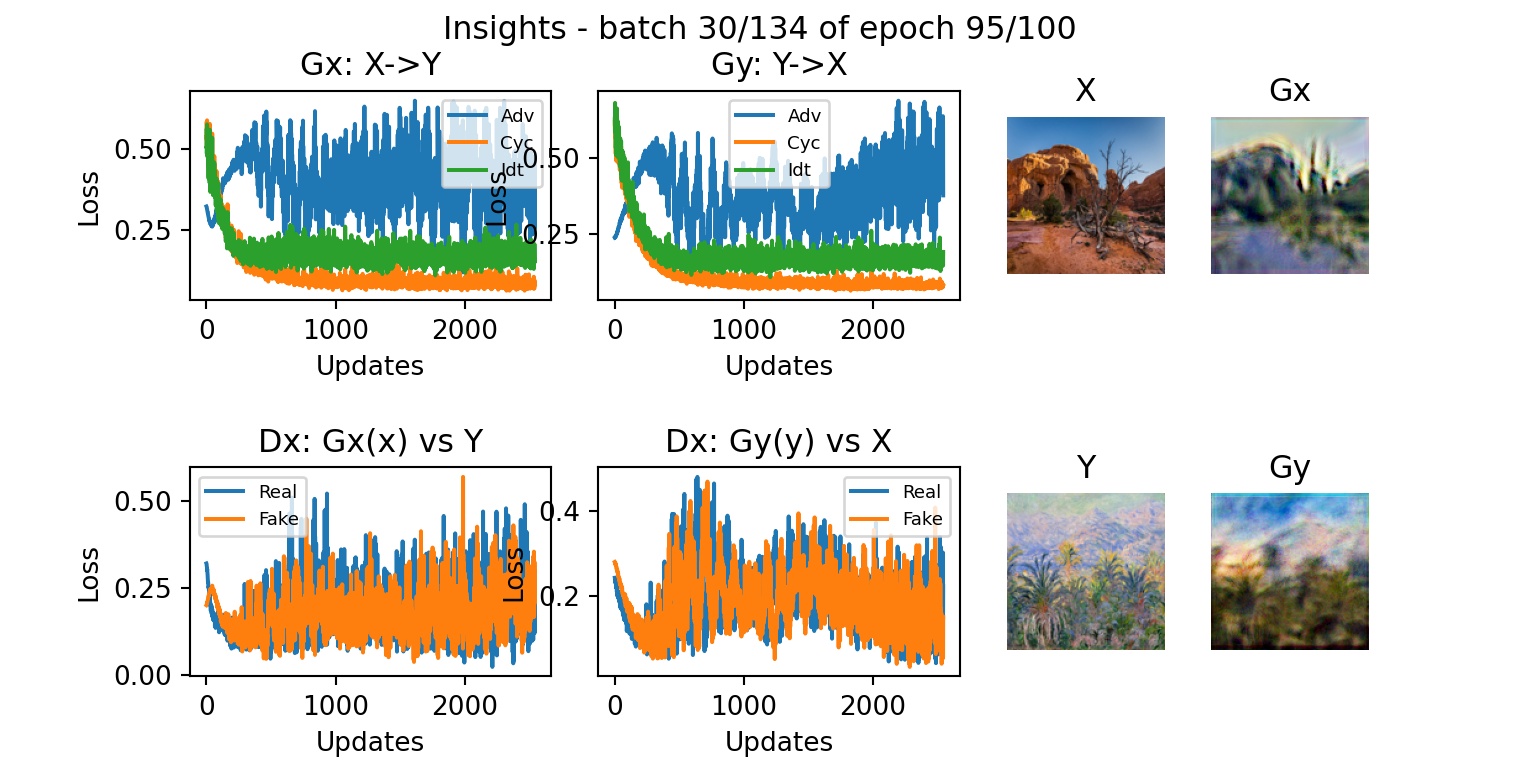 Insights - batch 30/134 of epoch 95/100
Gx: X->Y
Gy: Y->X
X
Gx
Adv
Cyc
Idt
Adv
Cyc
Idt
0.50
0.25
Loss
0.50
0.25
Loss
0 1000 2000
Updates
0 1000 2000
Updates
Dx: Gx(x) vs Y
Dx: Gy(y) vs X
Y
Gy
Real
Fake
Real
Fake
0.50
0.25
0.00
Loss
0.4
0.2
Loss
0 1000 2000
Updates
0 1000 2000
Updates